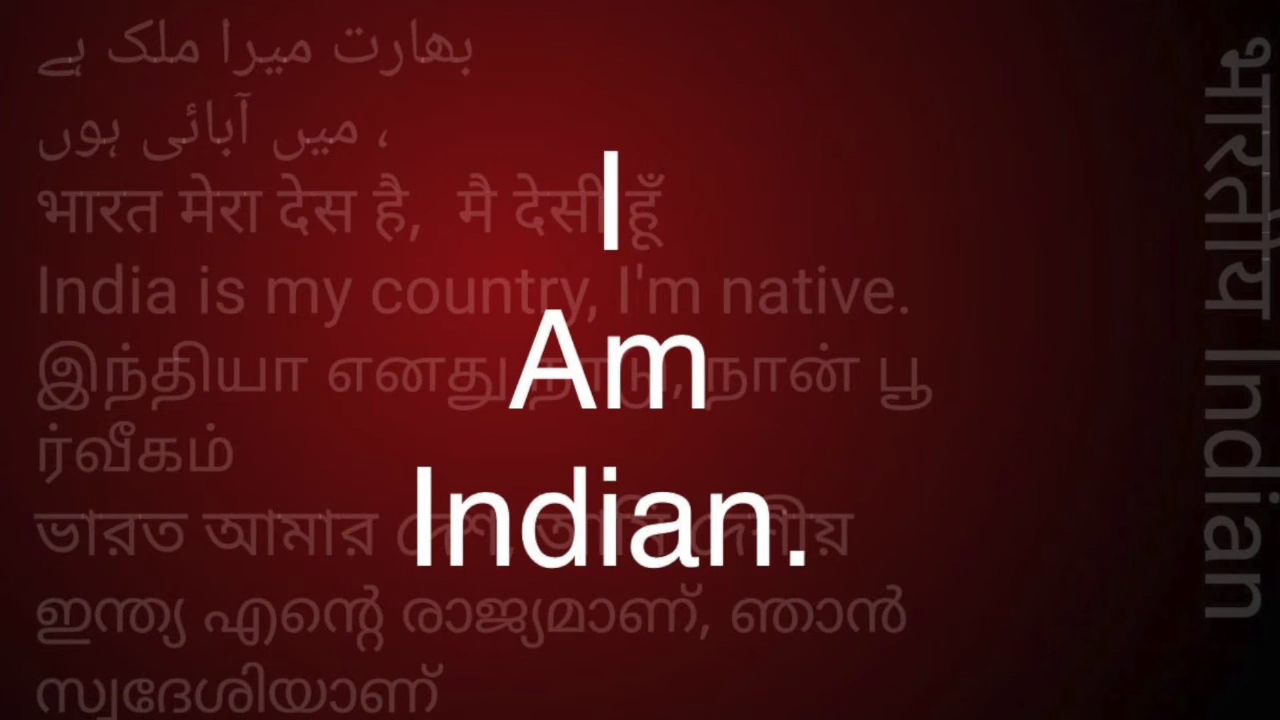 بھارت میرا ملک ہے
، میں آبائی ہوں
भारत मेरा देस है, मै देसी हूँ
India is my country, I'm native.
இந்தியா எனது நாடு, நான் பூ
ர்வீகம்
ভারত আমার দেশ, আমি দেশীয়
ഇന്ത്യ എന്റെ രാജ്യമാണ്, ഞാൻ
സ്വദേശിയാണ്
I
Am
Indian.
भारतीय Indian